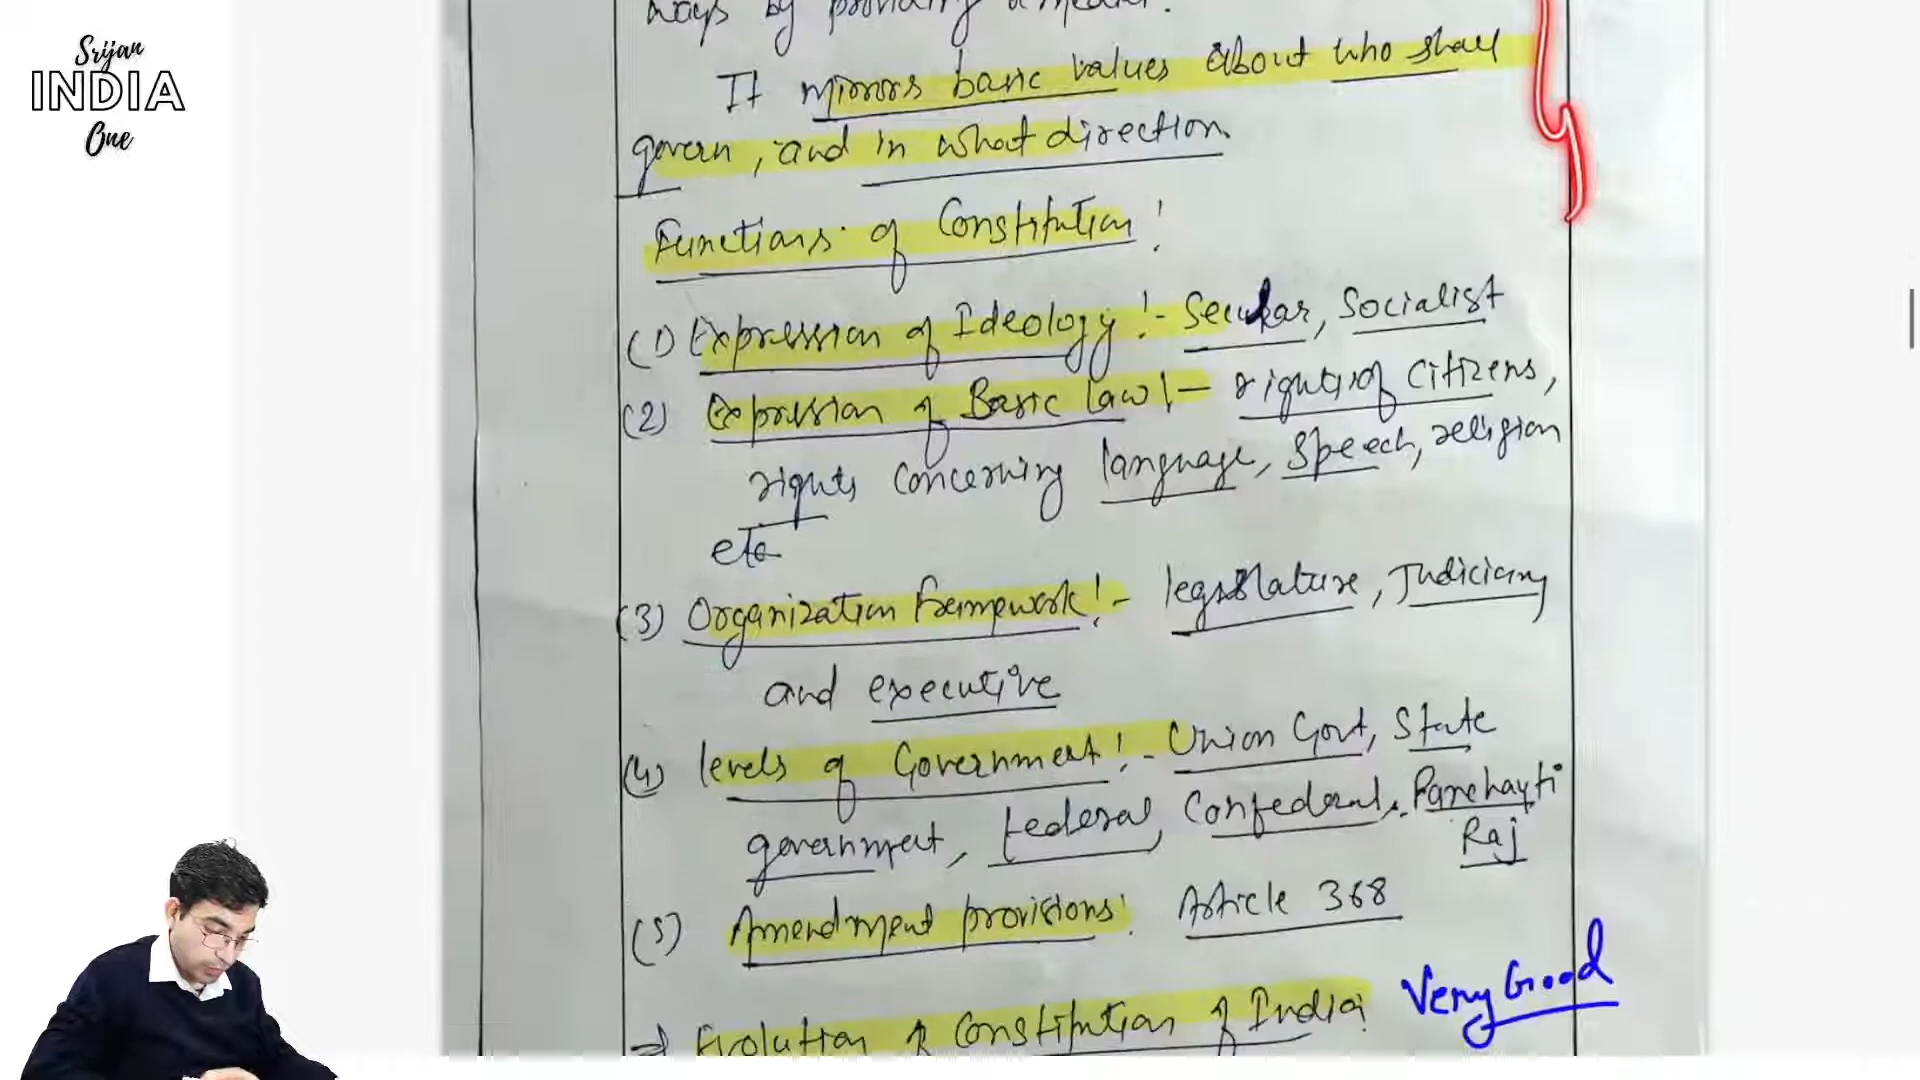 Srijan
INDIA
One
ways by providing
It mirrors basic values about who shall
govern, and in what direction.
Functions of Constitution!
(1) Expression of Ideology!- Secular, Socialist
(2) Expression of Basic Law!- rights of Citizens,
rights concerning language, speech, religion
etc
(3) Organization Framework!- legislature, Judiciary
and executive
(4) levels of Government!- Union Govt, State
government, Federal, Confederal, Panchayti
Raj
(5) Amendment provisions: Article 368
⇒ Evolution of Constitution of India:
Very Good